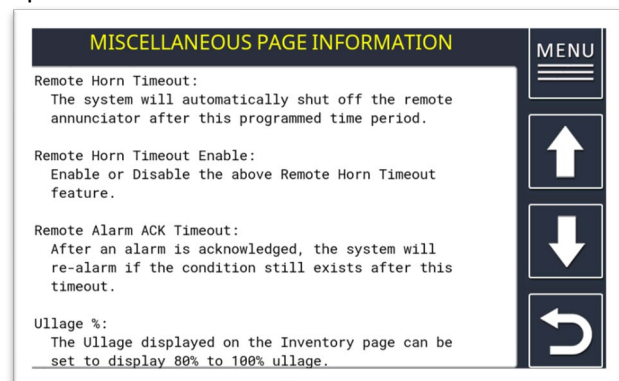 MISCELLANEOUS PAGE INFORMATION
MENU
Remote Horn Timeout:
The system will automatically shut off the remote
annunciator after this programmed time period.
Remote Horn Timeout Enable:
Enable or Disable the above Remote Horn Timeout
feature.
Remote Alarm ACK Timeout:
After an alarm is acknowledged, the system will
re-alarm if the condition still exists after this
timeout.
Ullage %:
The Ullage displayed on the Inventory page can be
set to display 80% to 100% ullage.